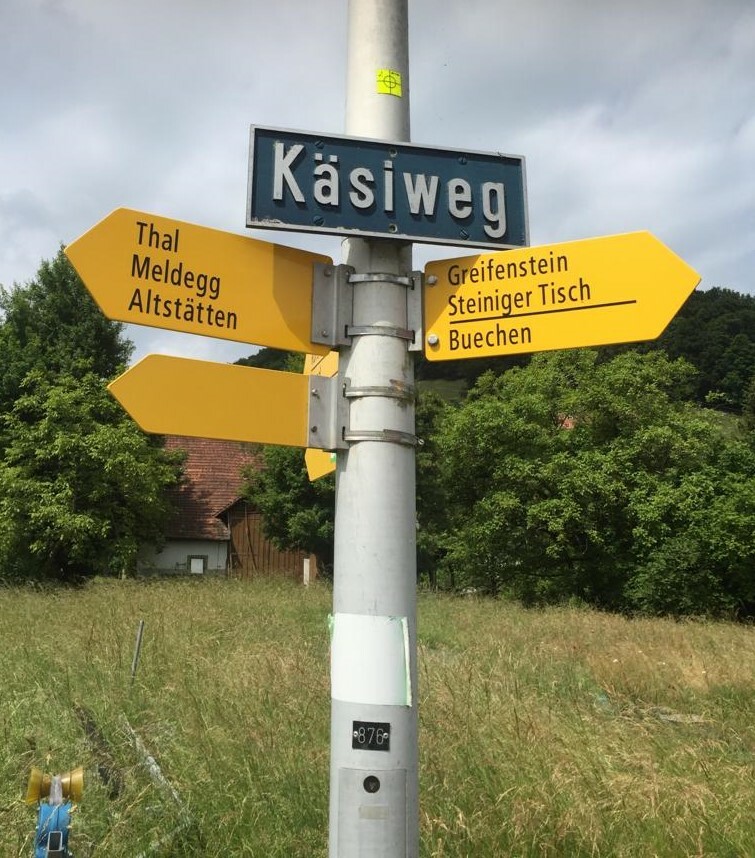 Käsiweg
Thal
Meldegg
Altstätten
Greifenstein
Steiniger Tisch
Buechen
876